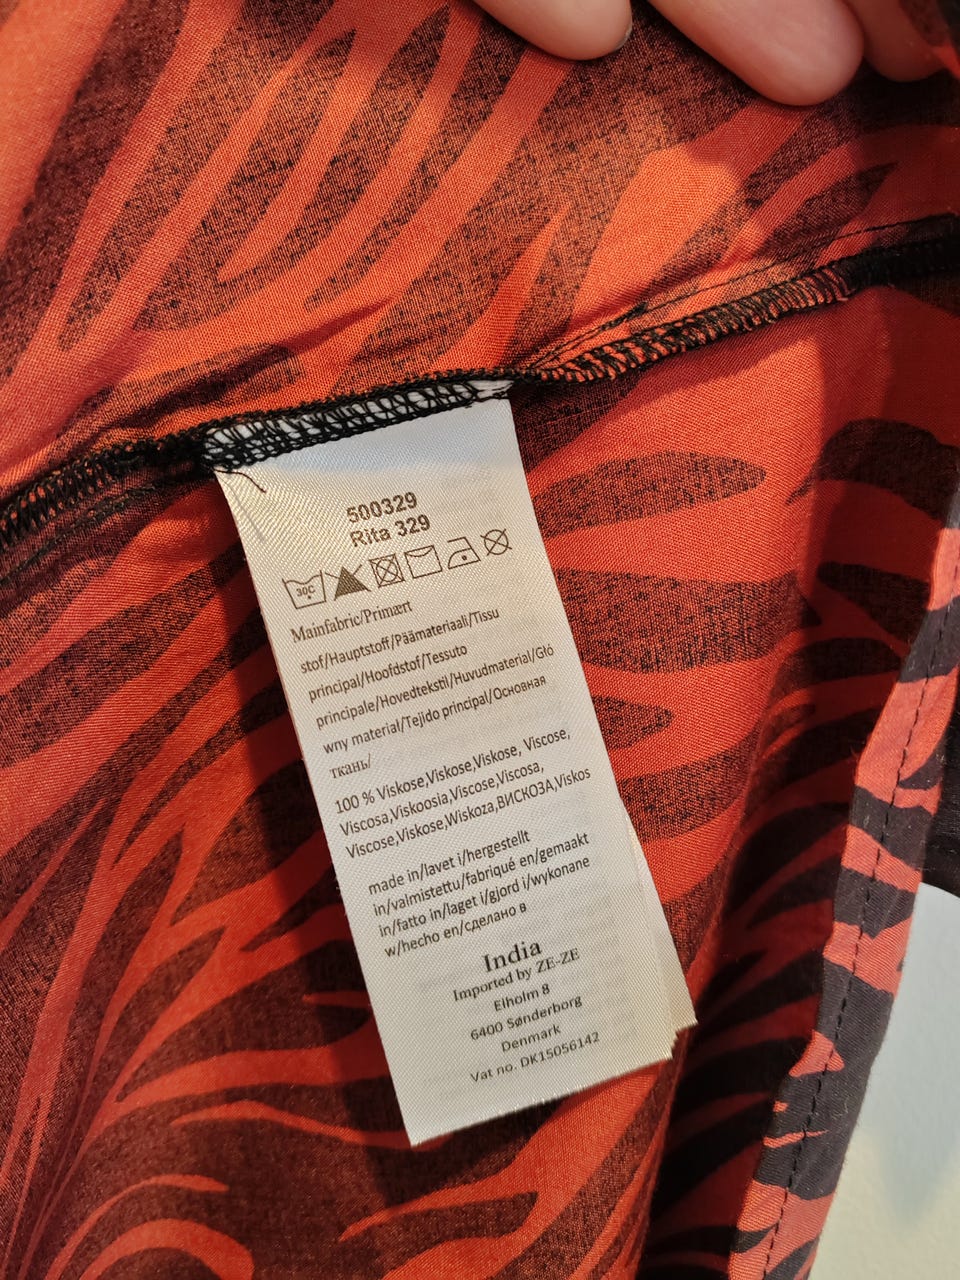 500329
Rita 329
30C
Mainfabric/Primært
stof/Hauptstoff/Päämateriaali/Tissu
principal/Hoofdstof/Tessuto
principale/Hovedteksti/Huvudmaterial/Głó
wny material/Tejido principal/Основная
ткань/
100 % Viskose,Viskose,Viskose, Viscose,
Viscosa,Viskoosia,Viscose,Viscosa,
Viscose,Viskose,Wiskoza,ВИСКОЗА,Viskos
made in/lavet i/hergestellt
in/valmistettu/fabriqué en/gemaakt
in/fatto in/laget i/gjord i/wykonane
w/hecho en/сделано в
India
Imported by ZE-ZE
Elholm 8
6400 Sønderborg
Denmark
Vat no. DK15056142